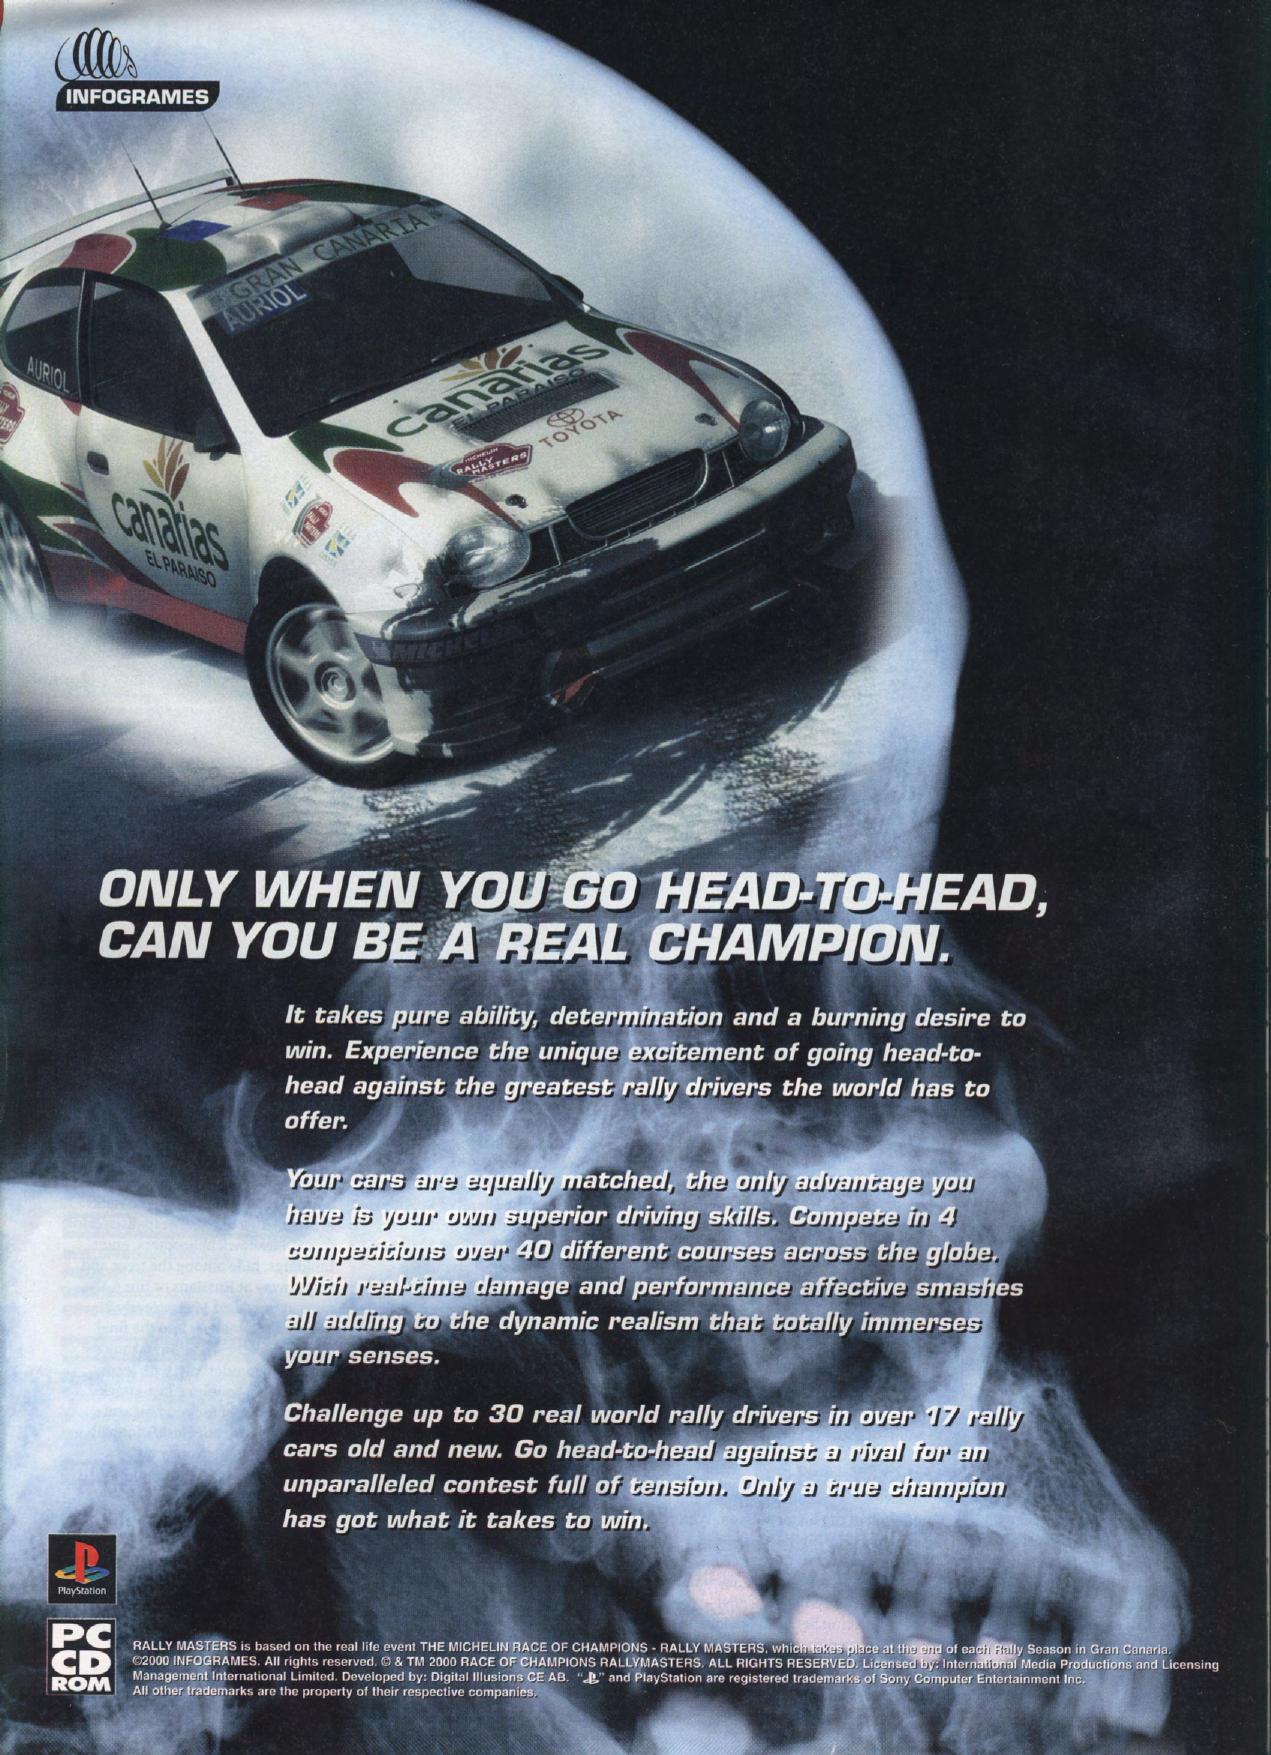 INFOGRAMES
GRAN CANARIA
AURIOL
AURIOL
canarias
EL PARAISO
TOYOTA
MICHELIN
RALLY
MASTERS
canarias
EL PARAISO
MICHELIN
ONLY WHEN YOU GO HEAD-TO-HEAD,
CAN YOU BE A REAL CHAMPION.
It takes pure ability, determination and a burning desire to
win. Experience the unique excitement of going head-to-
head against the greatest rally drivers the world has to
offer.
Your cars are equally matched, the only advantage you
have is your own superior driving skills. Compete in 4
competitions over 40 different courses across the globe.
With real-time damage and performance affective smashes
all adding to the dynamic realism that totally immerses
your senses.
Challenge up to 30 real world rally drivers in over 17 rally
cars old and new. Go head-to-head against a rival for an
unparalleled contest full of tension. Only a true champion
has got what it takes to win.
PlayStation
PC
CD
ROM
RALLY MASTERS is based on the real life event THE MICHELIN RACE OF CHAMPIONS - RALLY MASTERS, which takes place at the end of each Rally Season in Gran Canaria.
©2000 INFOGRAMES. All rights reserved. © & TM 2000 RACE OF CHAMPIONS RALLYMASTERS. ALL RIGHTS RESERVED. Licensed by: International Media Productions and Licensing
Management International Limited. Developed by: Digital Illusions CE AB. "PS" and PlayStation are registered trademarks of Sony Computer Entertainment Inc.
All other trademarks are the property of their respective companies.